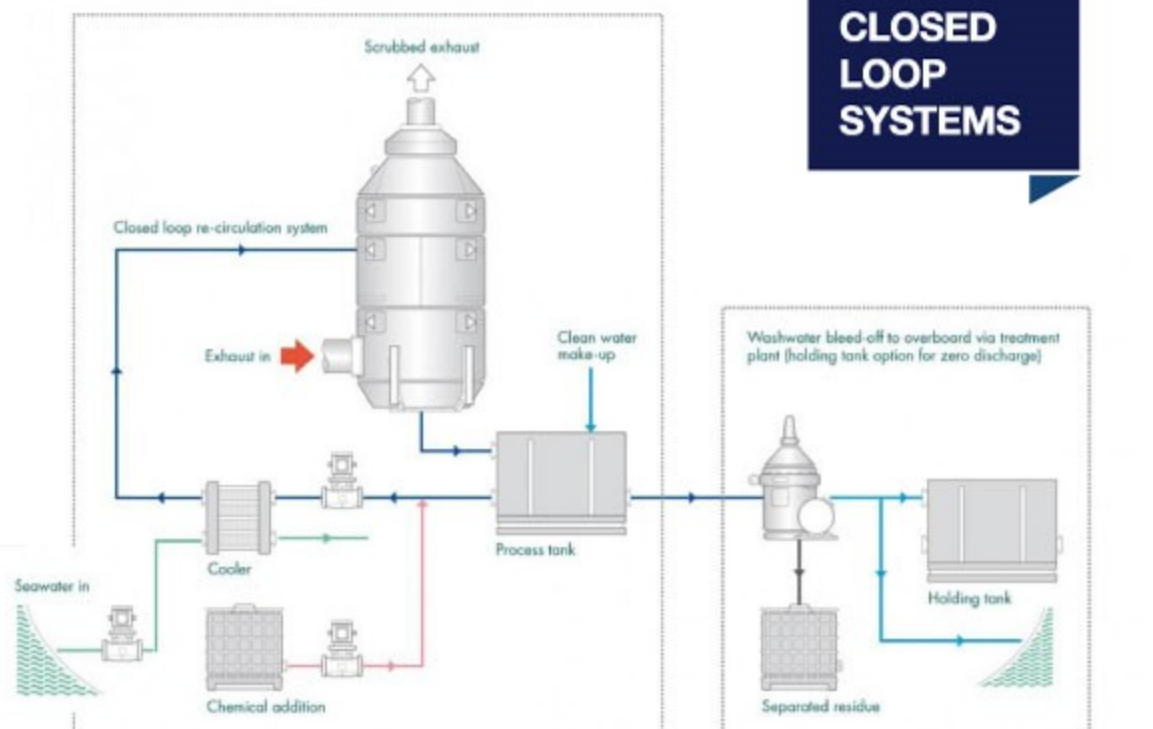 CLOSED
LOOP
SYSTEMS
Scrubbed exhaust
Closed loop re-circulation system
Exhaust in
Clean water
make-up
Washwater bleed-off to overboard via treatment
plant (holding tank option for zero discharge)
Process tank
Cooler
Seawater in
Holding tank
Chemical addition
Separated residue